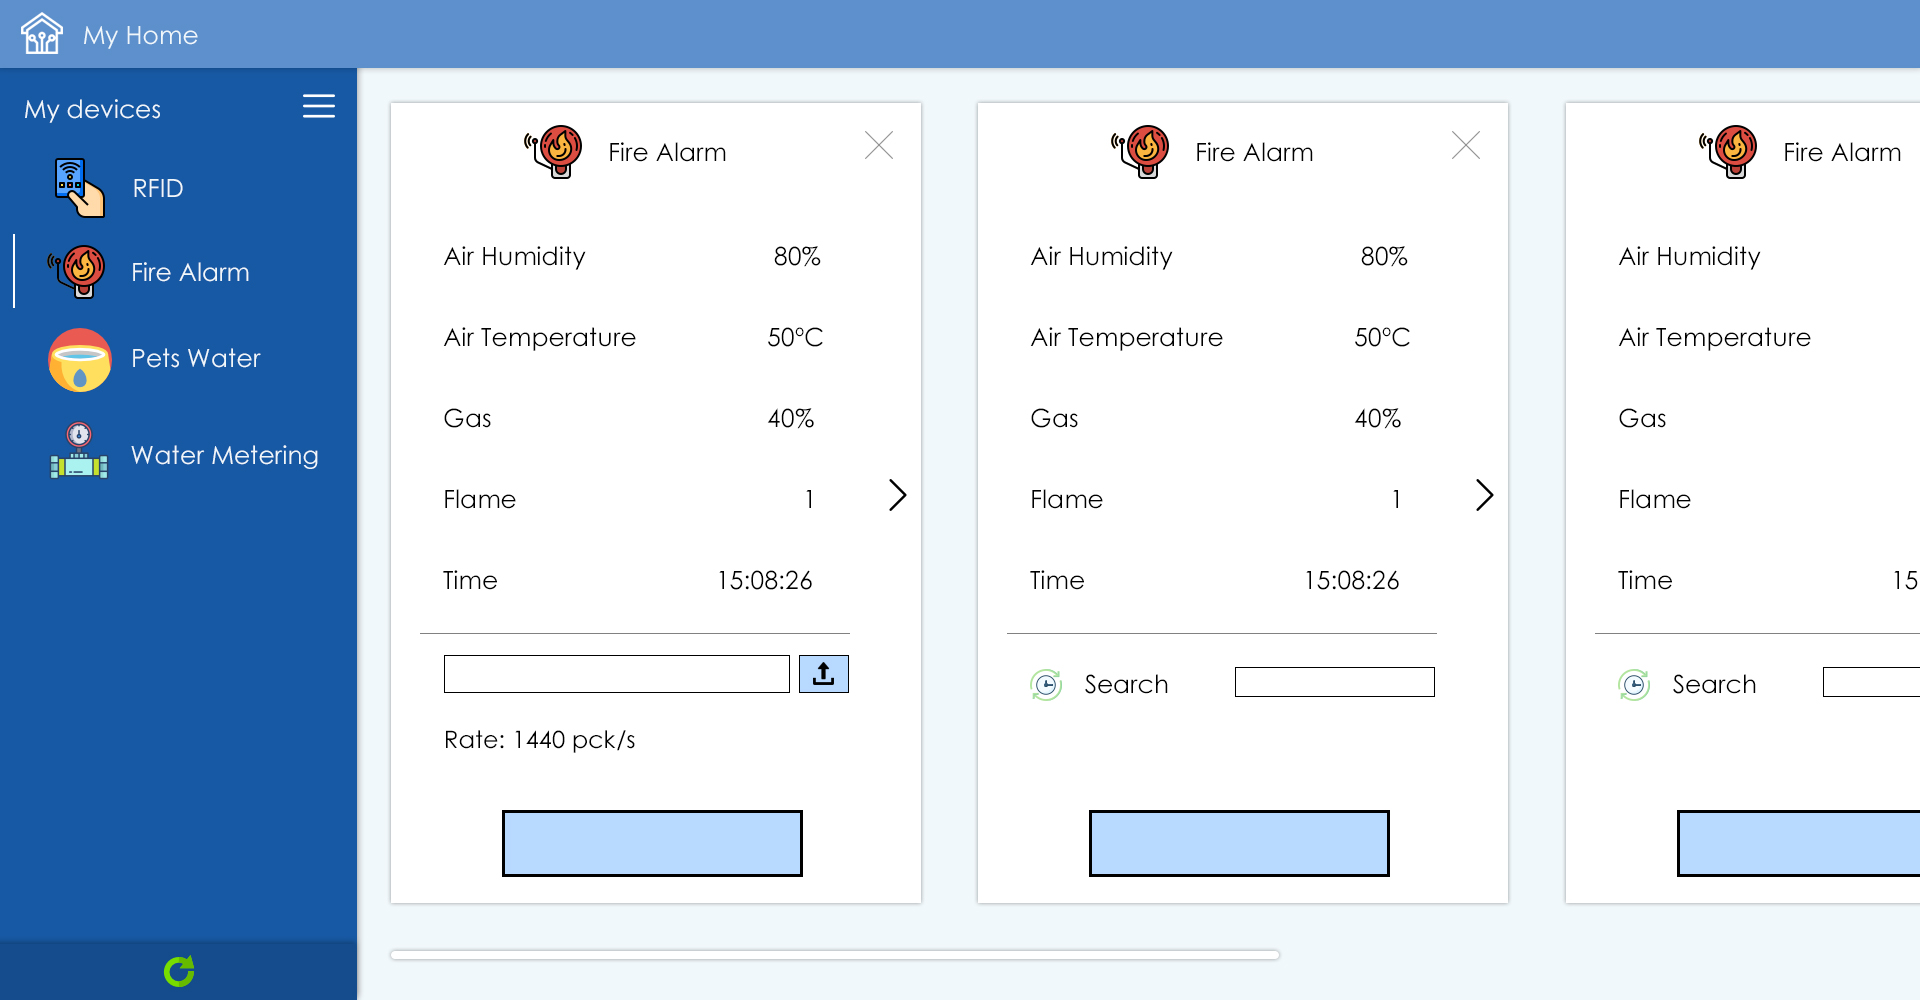 My Home
My devices
RFID
Fire Alarm
Pets Water
Water Metering
Fire Alarm
Air Humidity 80%
Air Temperature 50ºC
Gas 40%
Flame 1
Time 15:08:26
Rate: 1440 pck/s
Fire Alarm
Air Humidity 80%
Air Temperature 50ºC
Gas 40%
Flame 1
Time 15:08:26
Search
Fire Alarm
Air Humidity
Air Temperature
Gas
Flame
Time 15
Search